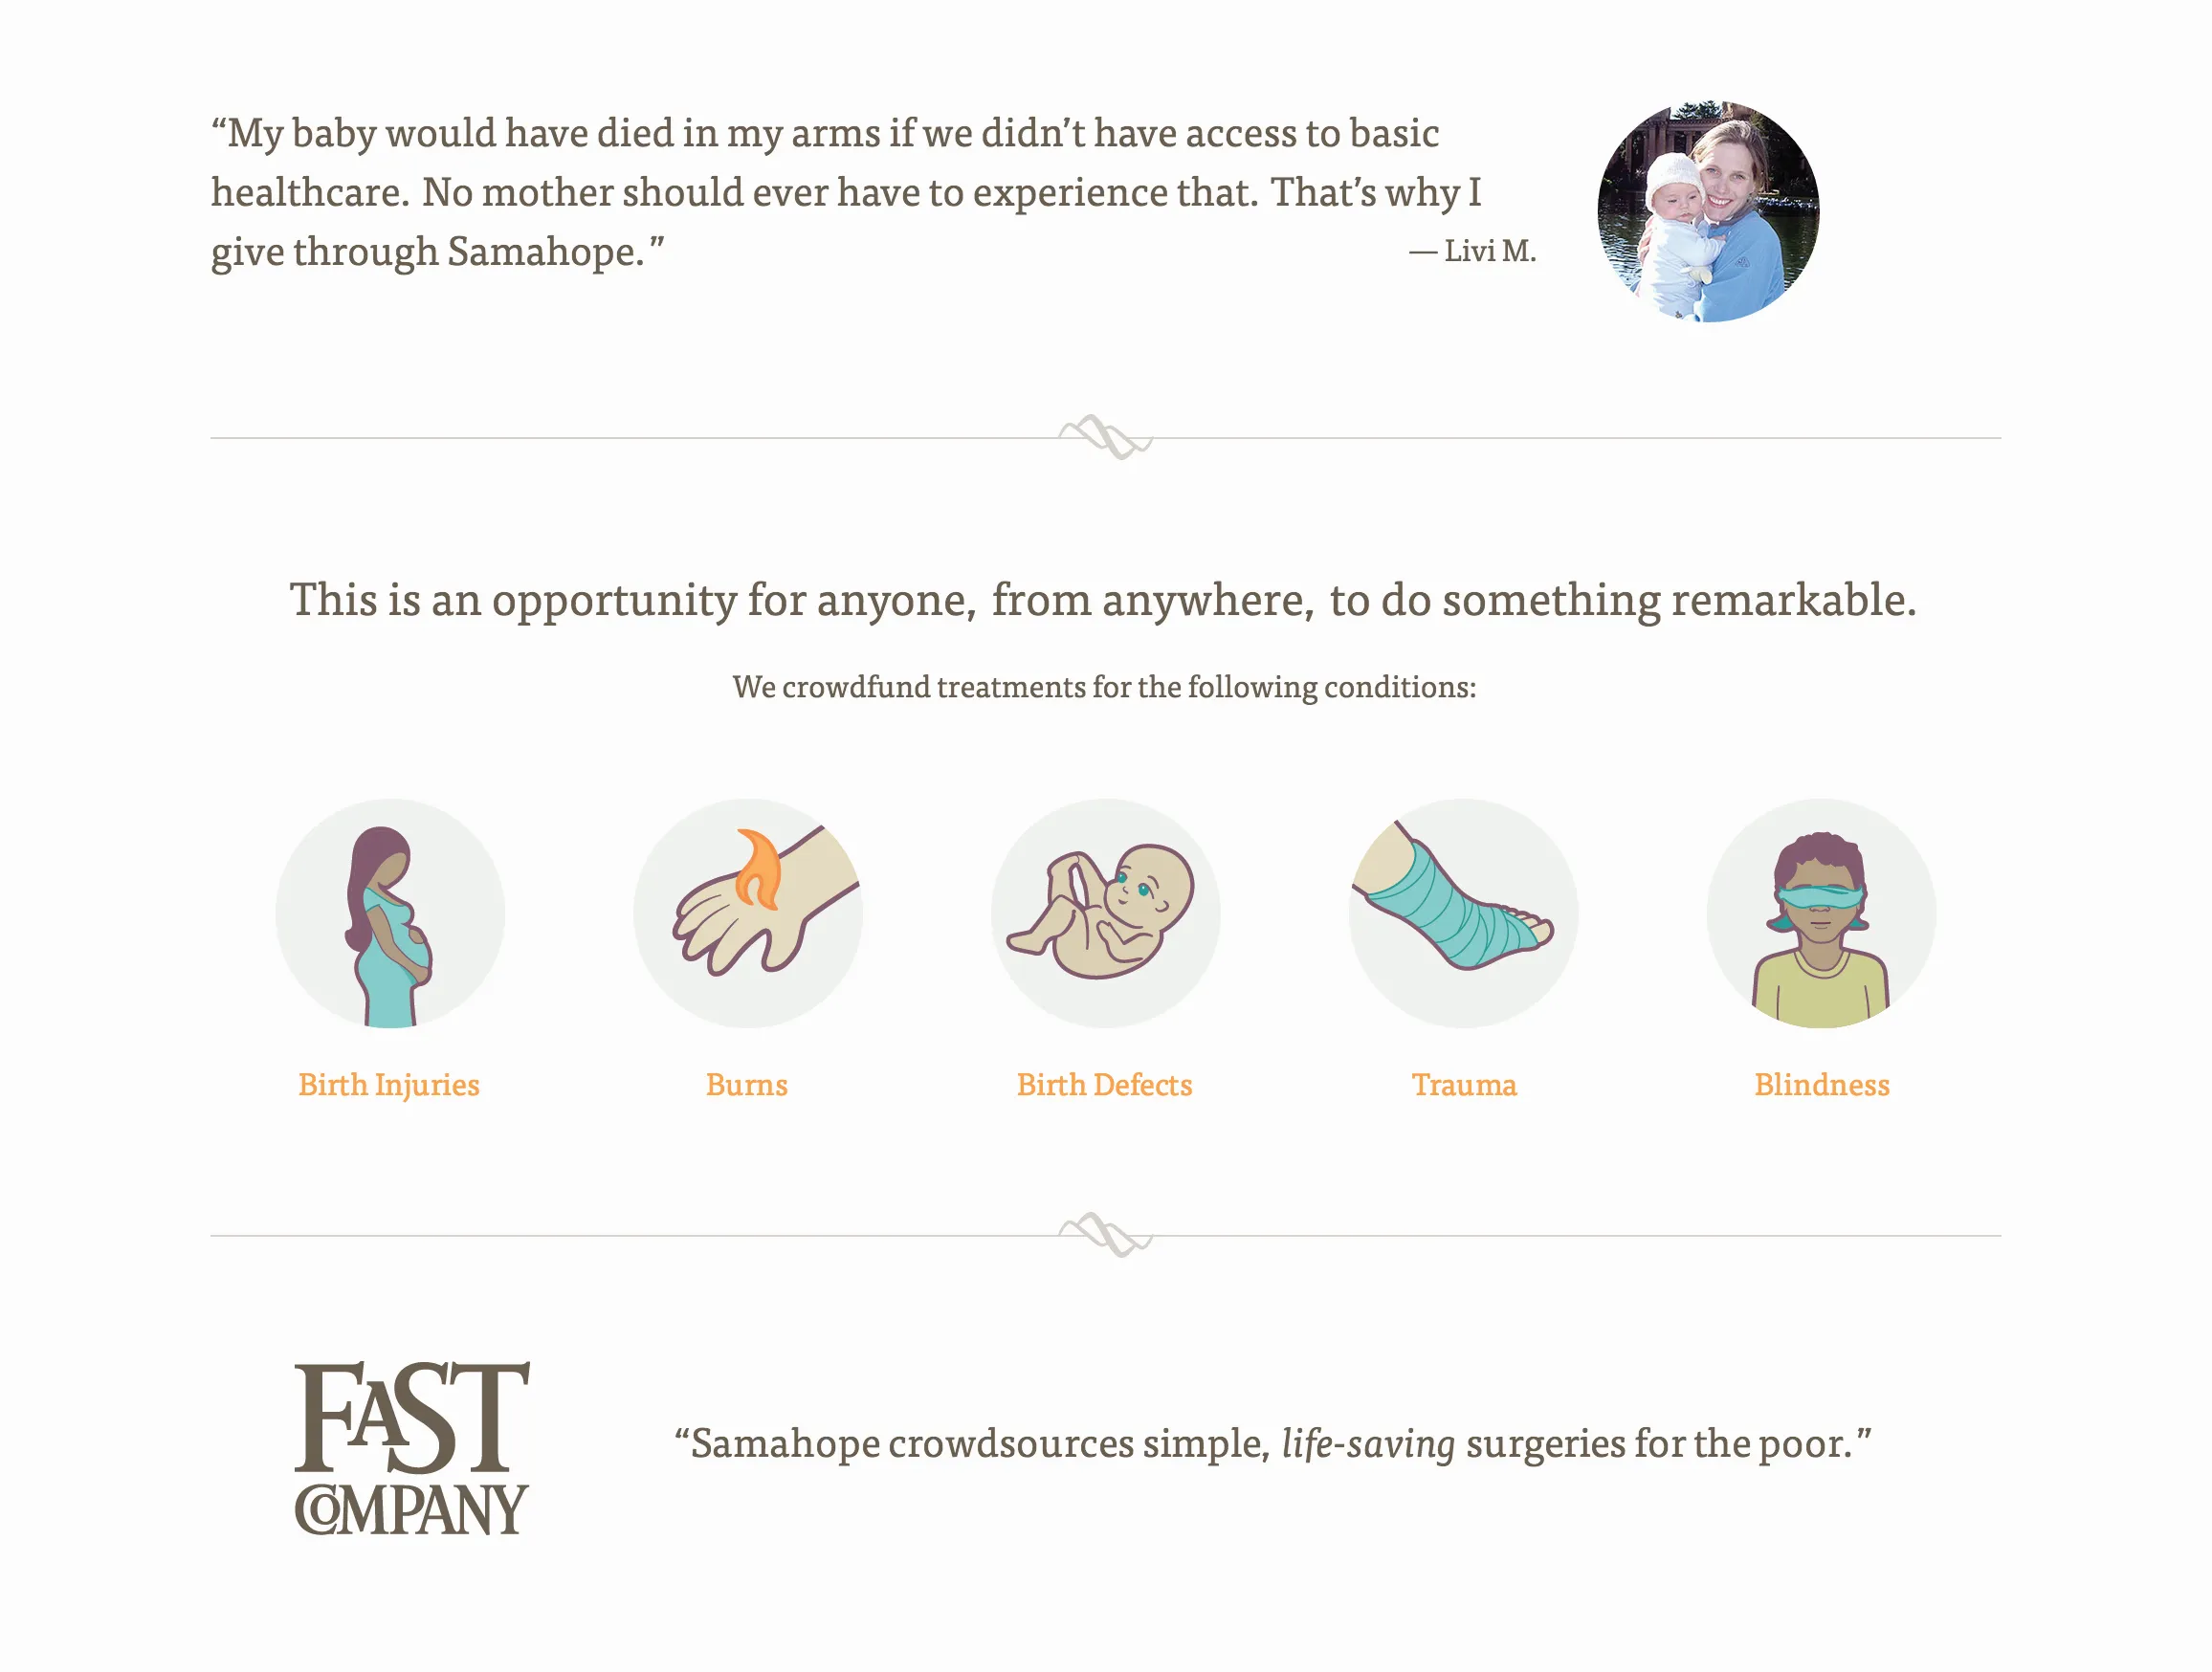 “My baby would have died in my arms if we didn’t have access to basic
healthcare. No mother should ever have to experience that. That’s why I
give through Samahope.”
— Livi M.
This is an opportunity for anyone, from anywhere, to do something remarkable.
We crowdfund treatments for the following conditions:
Birth Injuries
Burns
Birth Defects
Trauma
Blindness
FAST
COMPANY
“Samahope crowdsources simple, life-saving surgeries for the poor.”